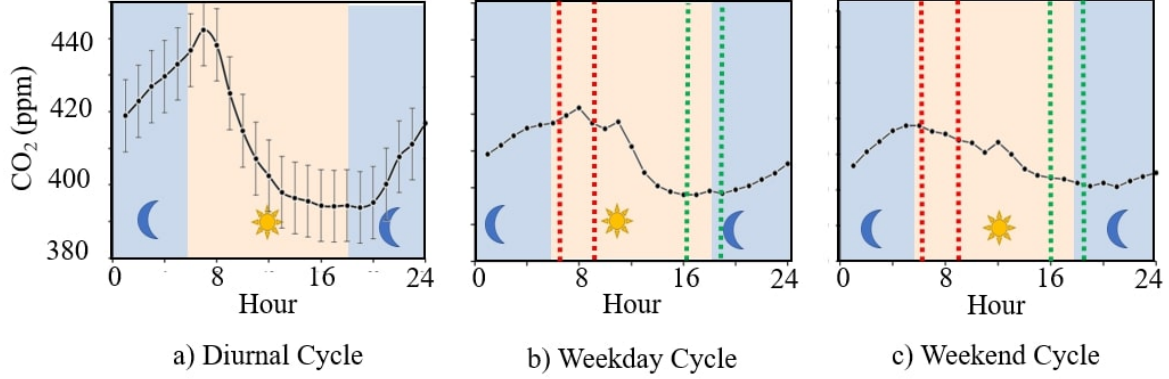 440
420
400
380
CO₂ (ppm)
0 8 16 24
Hour
a) Diurnal Cycle
0 8 16 24
Hour
b) Weekday Cycle
0 8 16 24
Hour
c) Weekend Cycle